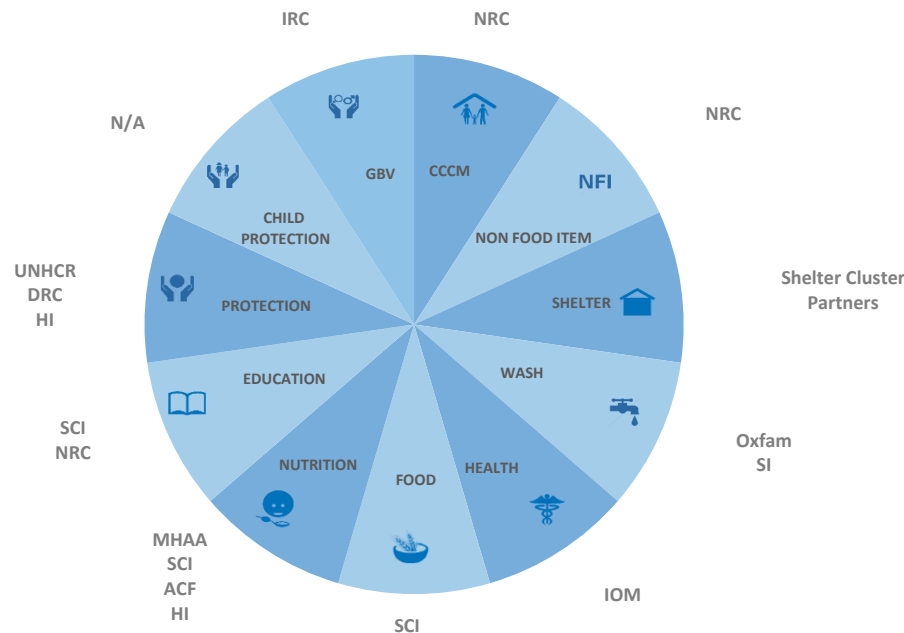 IRC
NRC
N/A
NRC
GBV
CCCM
NFI
CHILD
PROTECTION
NON FOOD ITEM
UNHCR
DRC
HI
PROTECTION
SHELTER
Shelter Cluster
Partners
EDUCATION
WASH
SCI
NRC
Oxfam
SI
NUTRITION
FOOD
HEALTH
MHAA
SCI
ACF
HI
SCI
IOM